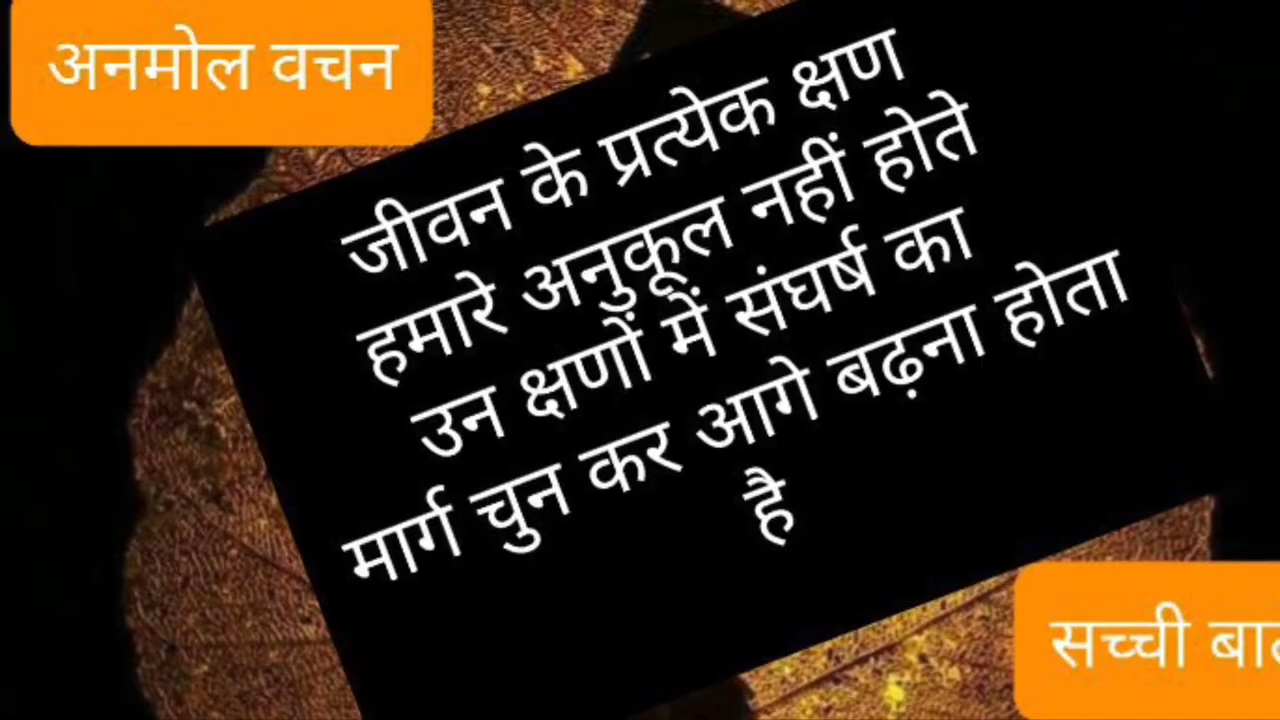 अनमोल वचन
जीवन के प्रत्येक क्षण
हमारे अनुकूल नहीं होते
उन क्षणों में संघर्ष का
मार्ग चुन कर आगे बढ़ना होता
है
सच्ची